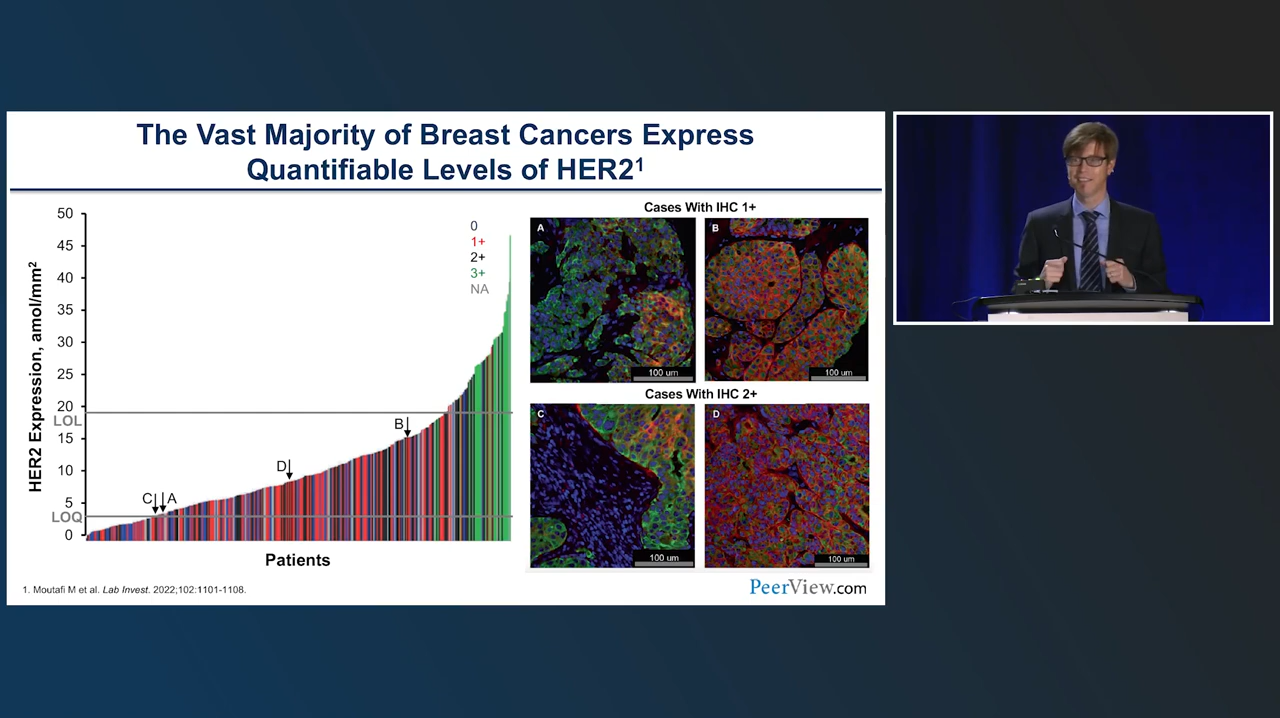 The Vast Majority of Breast Cancers Express
Quantifiable Levels of HER2¹
HER2 Expression, amol/mm²
50
45
40
35
30
25
20
LOL
15
10
5
LOQ
0
0
1+
2+
3+
NA
C
A
D
B
Patients
Cases With IHC 1+
A
100 um
B
100 um
Cases With IHC 2+
C
100 um
D
100 um
1. Moutafi M et al. Lab Invest. 2022;102:1101-1108.
PeerView.com